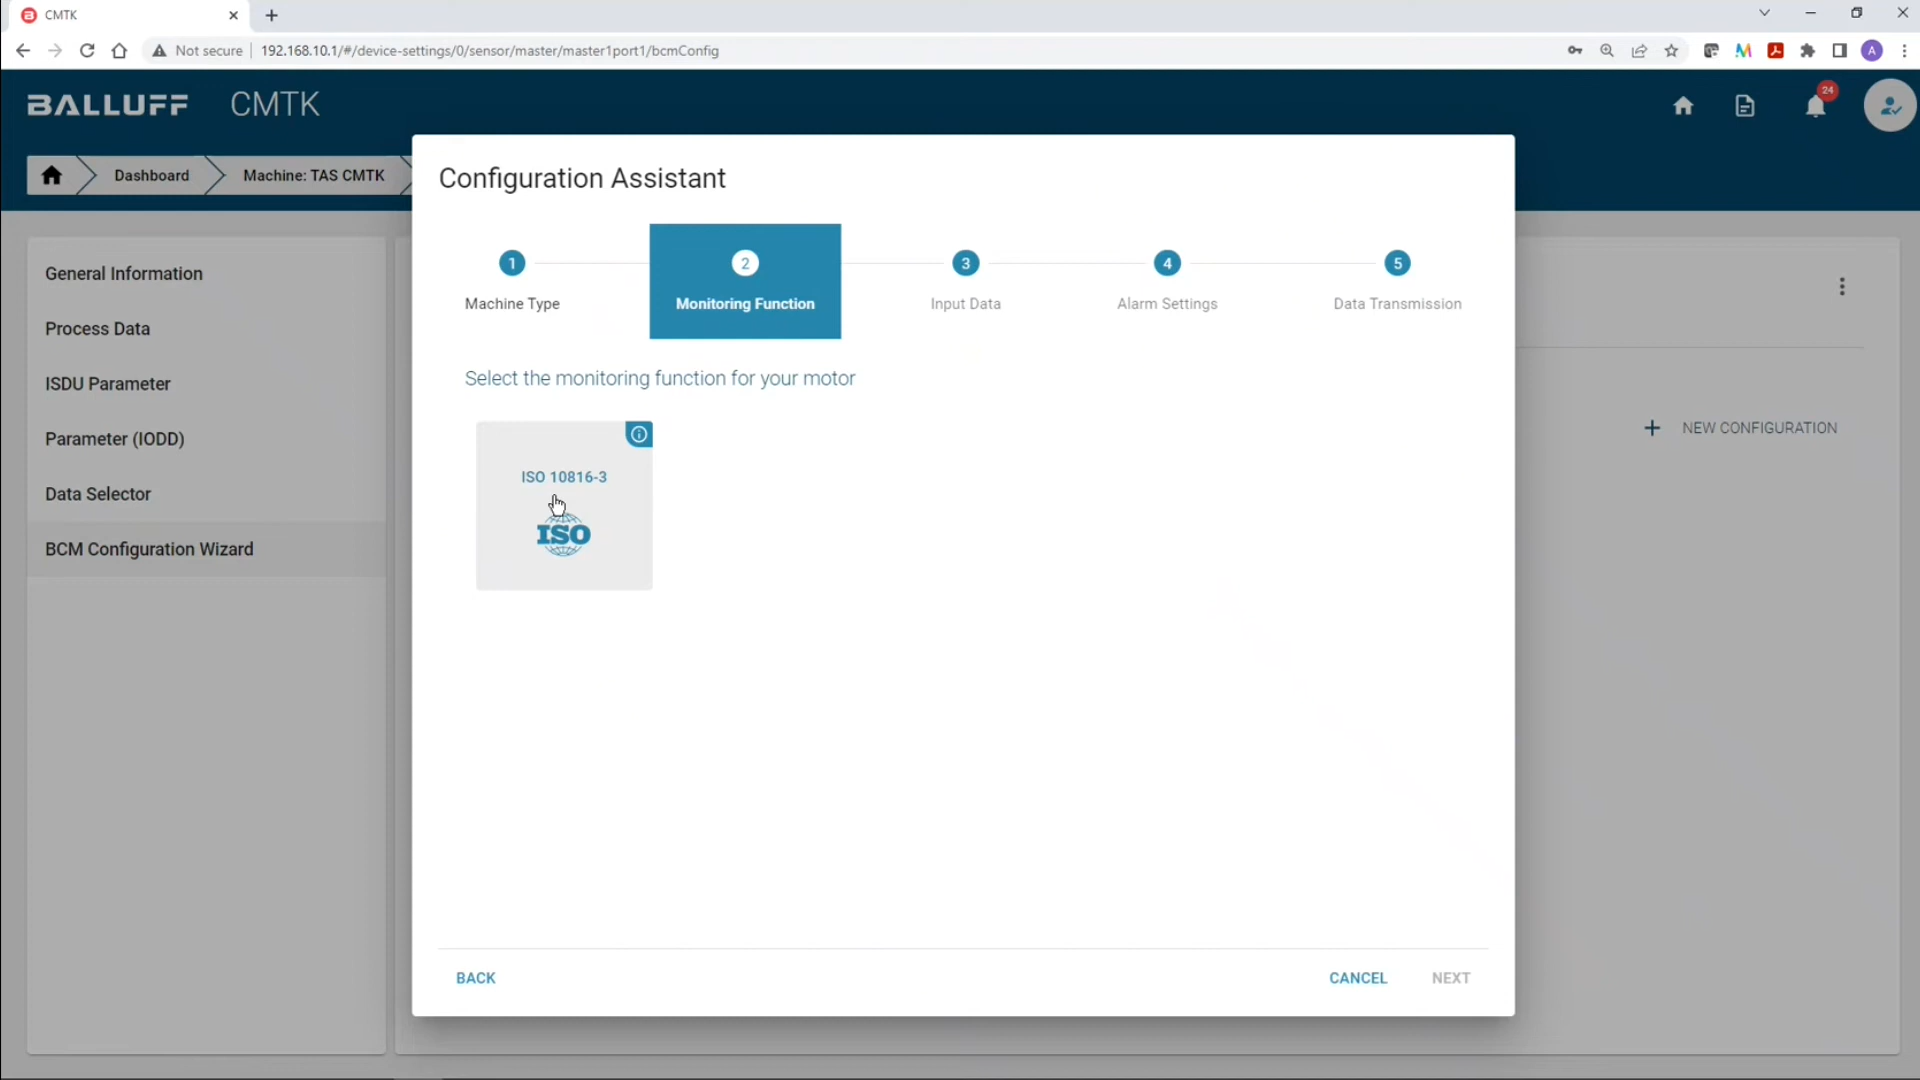 CMTK
Not secure
192.168.10.1/#/device-settings/0/sensor/master/master1port1/bcmConfig
A
BALLUFF CMTK
24
Dashboard
Machine: TAS CMTK
Configuration Assistant
1
2
3
4
5
Machine Type
Monitoring Function
Input Data
Alarm Settings
Data Transmission
General Information
Process Data
ISDU Parameter
Parameter (IODD)
Data Selector
BCM Configuration Wizard
Select the monitoring function for your motor
ISO 10816-3
ISO
NEW CONFIGURATION
BACK
CANCEL
NEXT